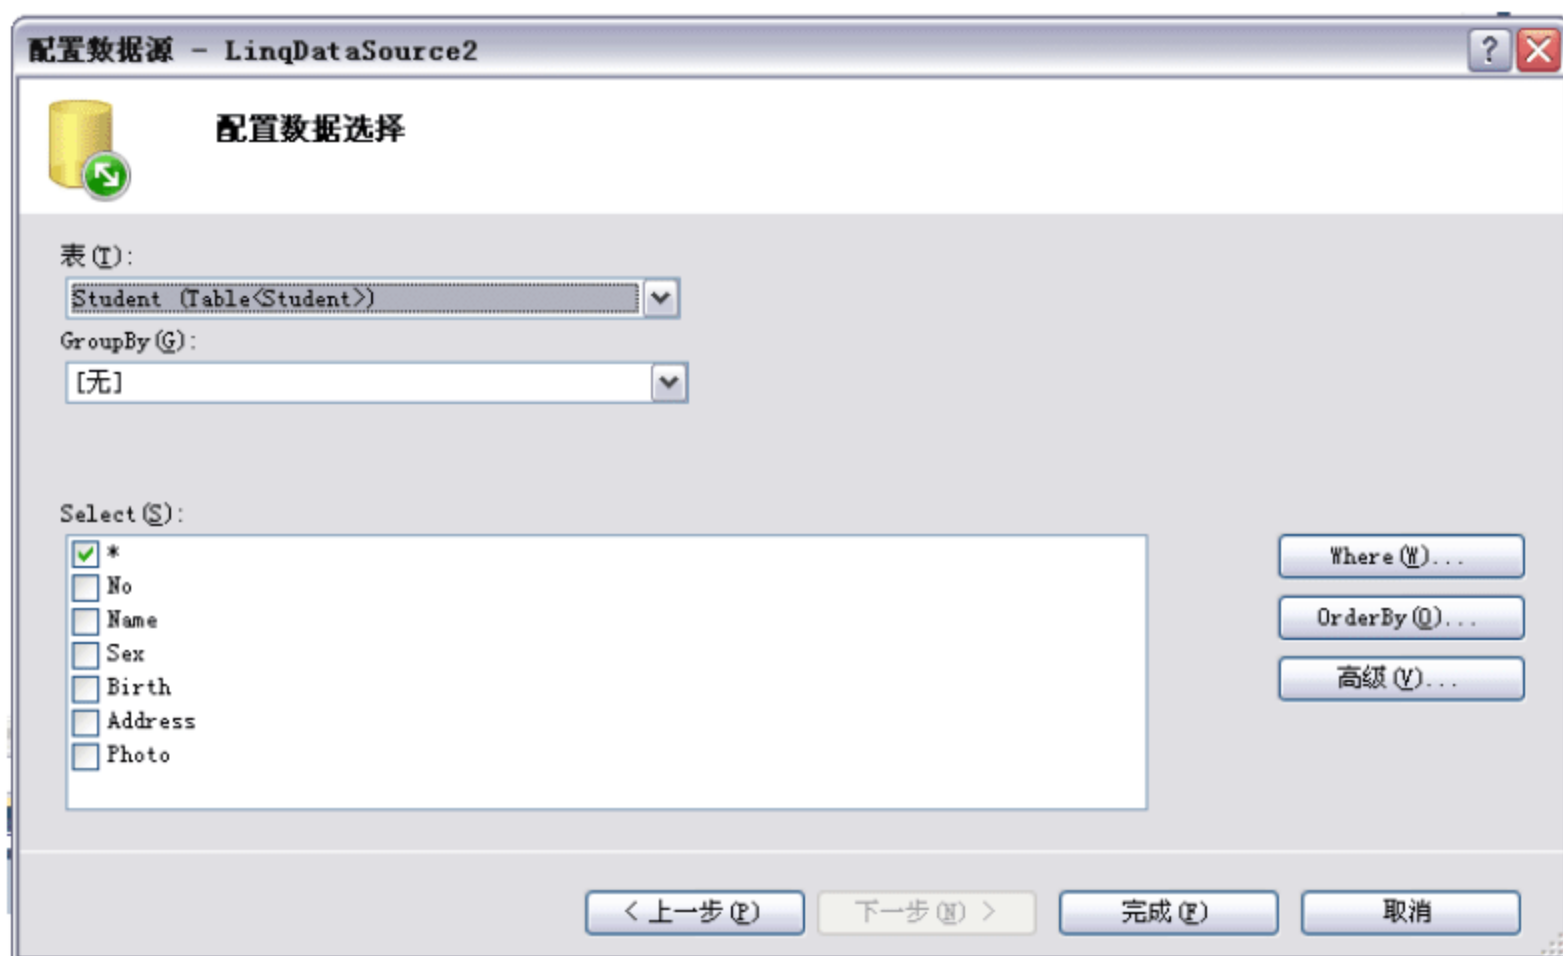 配置数据源 - LinqDataSource2
配置数据选择
表(T):
Student (Table<Student>)
GroupBy(G):
[无]
Select(S):
*
No
Name
Sex
Birth
Address
Photo
Where(W)...
OrderBy(O)...
高级(V)...
< 上一步(P)
下一步(N) >
完成(F)
取消